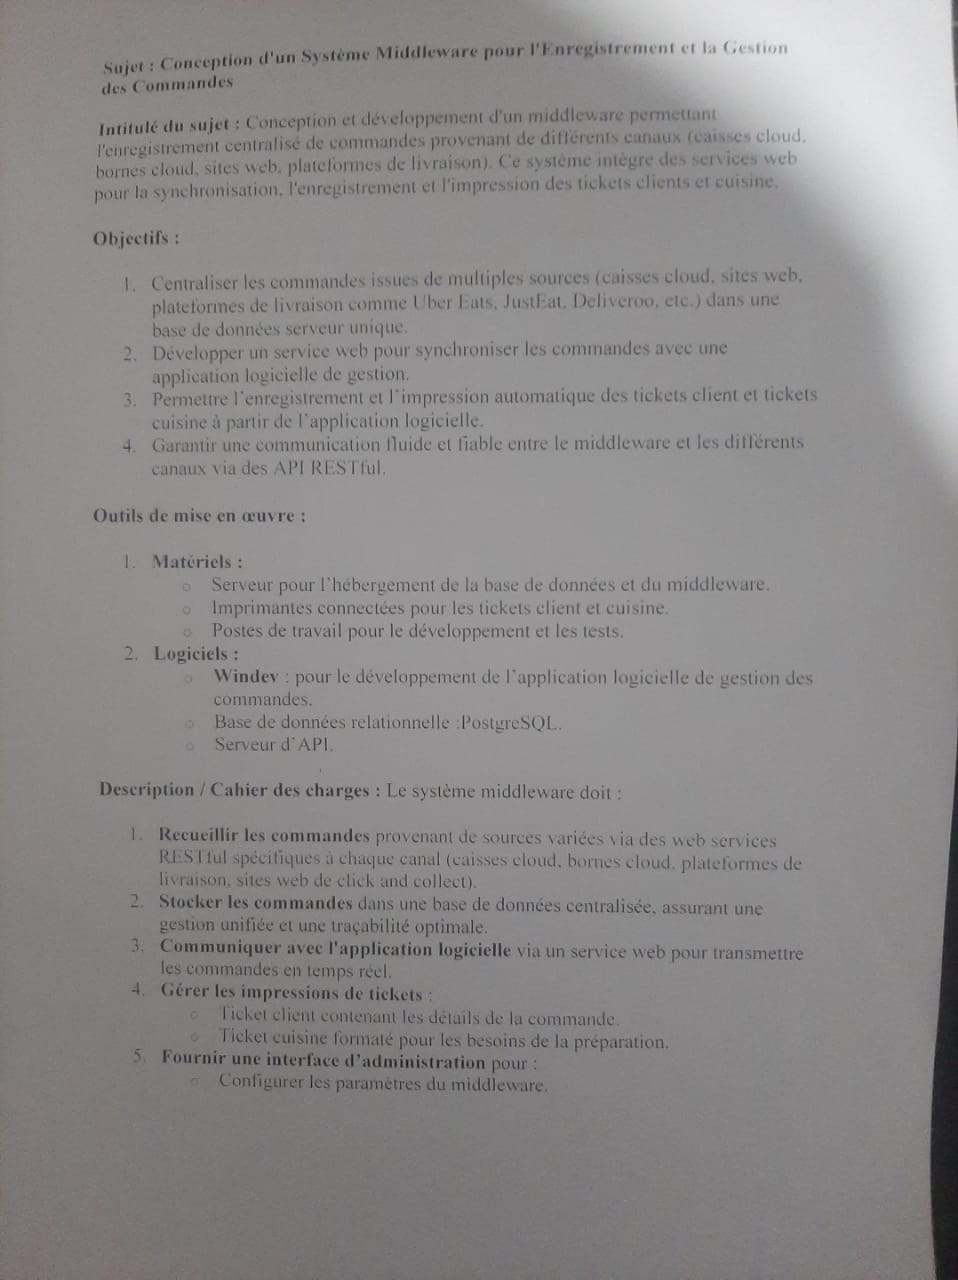 Sujet : Conception d'un Système Middleware pour l'Enregistrement et la Gestion
des Commandes
Intitulé du sujet : Conception et développement d'un middleware permettant
l'enregistrement centralisé de commandes provenant de différents canaux (caisses cloud,
bornes cloud, sites web, plateformes de livraison). Ce système intègre des services web
pour la synchronisation, l'enregistrement et l'impression des tickets clients et cuisine.
Objectifs :
1. Centraliser les commandes issues de multiples sources (caisses cloud, sites web,
plateformes de livraison comme Uber Eats, JustEat, Deliveroo, etc.) dans une
base de données serveur unique.
2. Développer un service web pour synchroniser les commandes avec une
application logicielle de gestion.
3. Permettre l'enregistrement et l'impression automatique des tickets client et tickets
cuisine à partir de l'application logicielle.
4. Garantir une communication fluide et fiable entre le middleware et les différents
canaux via des API RESTful.
Outils de mise en œuvre :
1. Matériels :
○ Serveur pour l'hébergement de la base de données et du middleware.
○ Imprimantes connectées pour les tickets client et cuisine.
○ Postes de travail pour le développement et les tests.
2. Logiciels :
○ Windev : pour le développement de l'application logicielle de gestion des
commandes.
○ Base de données relationnelle :PostgreSQL.
○ Serveur d'API.
Description / Cahier des charges : Le système middleware doit :
1. Recueillir les commandes provenant de sources variées via des web services
RESTful spécifiques à chaque canal (caisses cloud, bornes cloud, plateformes de
livraison, sites web de click and collect).
2. Stocker les commandes dans une base de données centralisée, assurant une
gestion unifiée et une traçabilité optimale.
3. Communiquer avec l'application logicielle via un service web pour transmettre
les commandes en temps réel.
4. Gérer les impressions de tickets :
○ Ticket client contenant les détails de la commande.
○ Ticket cuisine formaté pour les besoins de la préparation.
5. Fournir une interface d'administration pour :
○ Configurer les paramètres du middleware.